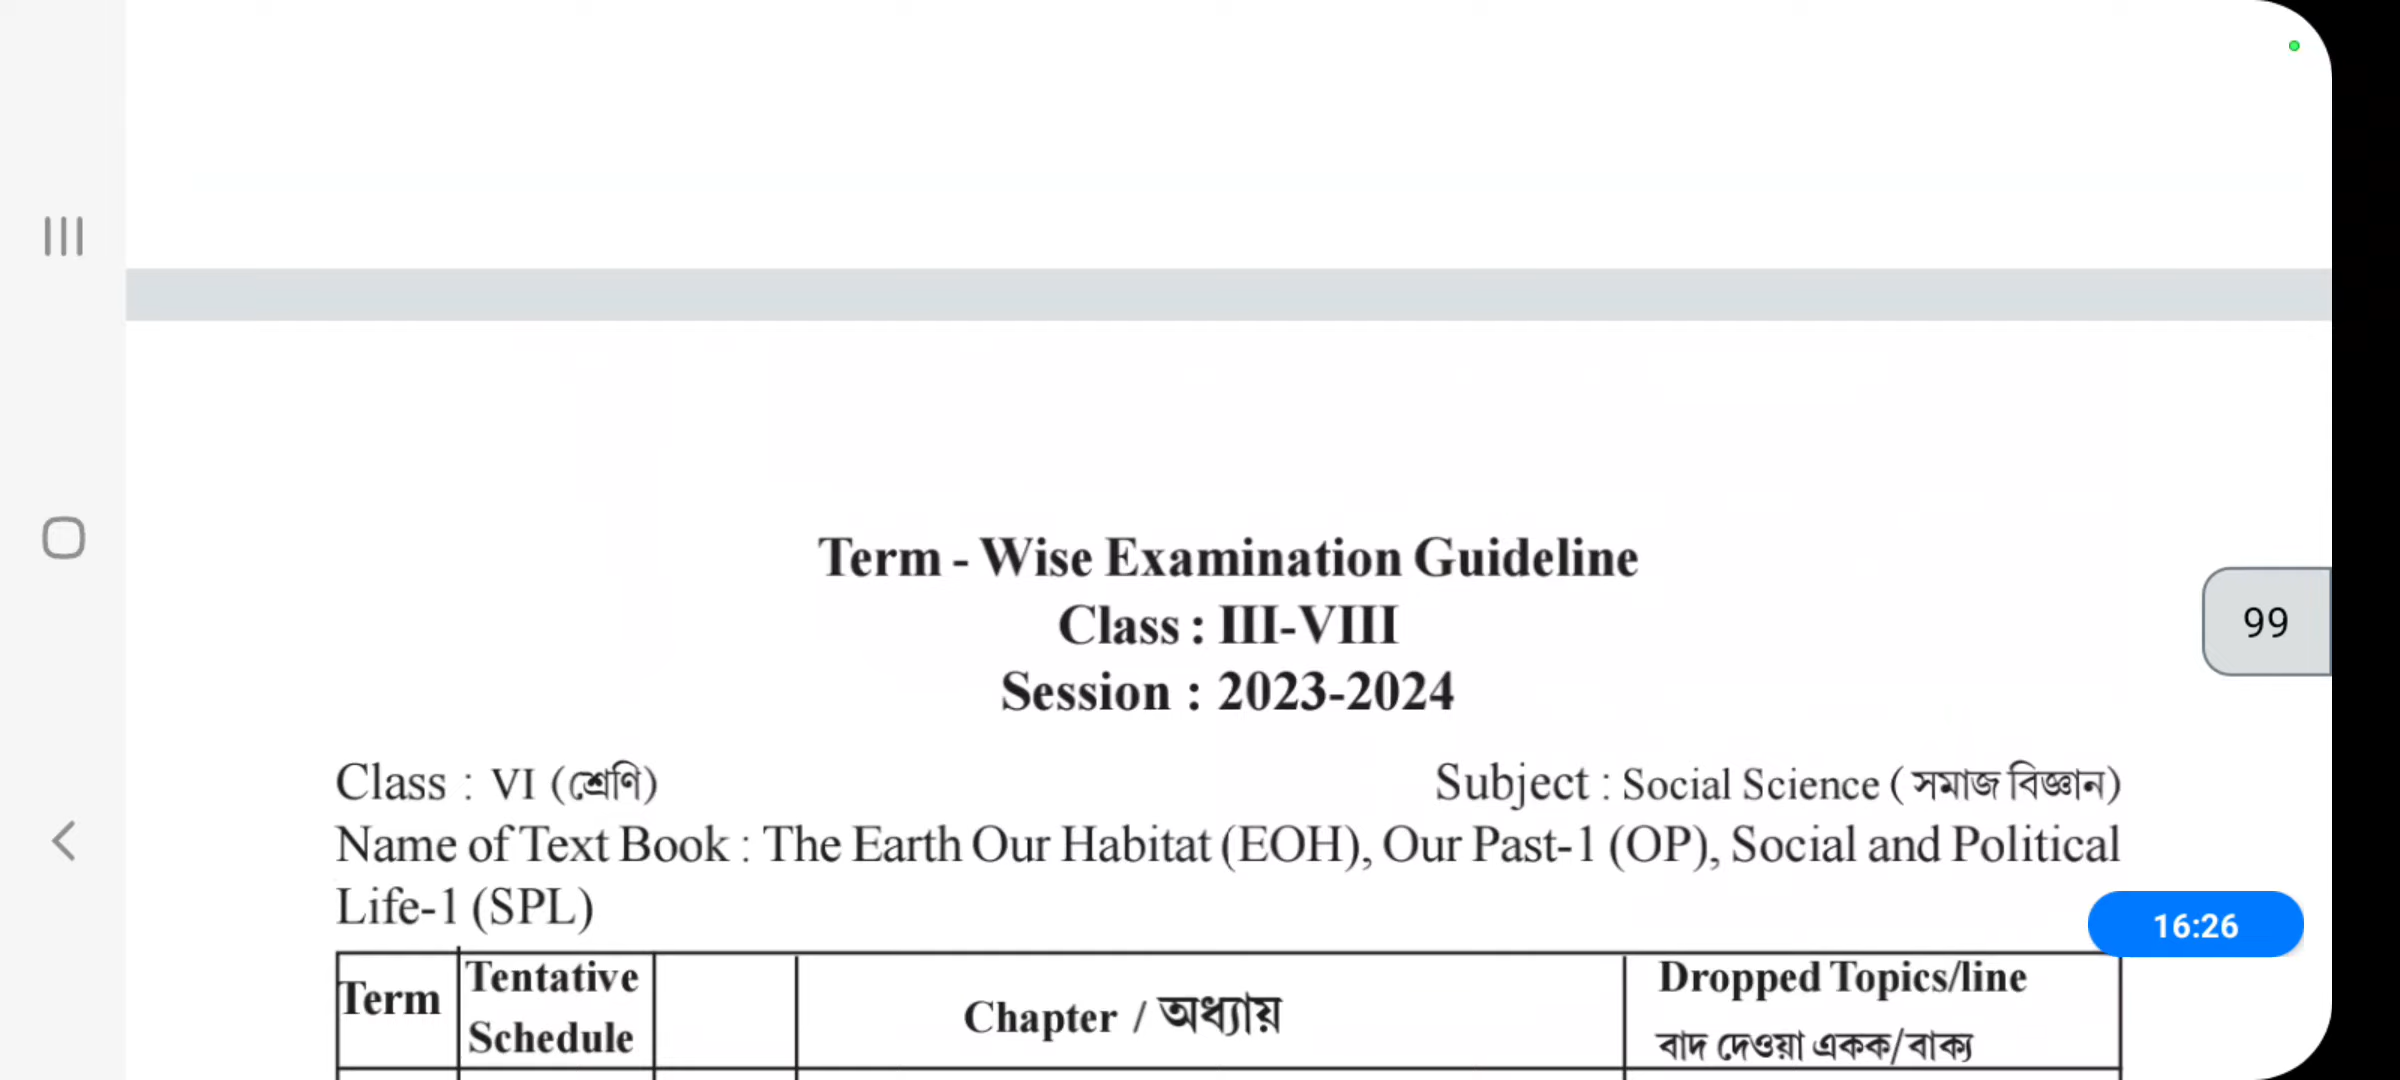 Term - Wise Examination Guideline
Class : III-VIII
Session : 2023-2024
99
Class : VI (শ্রেণি)
Subject : Social Science ( সমাজ বিজ্ঞান)
Name of Text Book : The Earth Our Habitat (EOH), Our Past-1 (OP), Social and Political
Life-1 (SPL)
16:26
Term
Tentative
Schedule
Chapter / অধ্যায়
Dropped Topics/line
বাদ দেওয়া একক/বাক্য